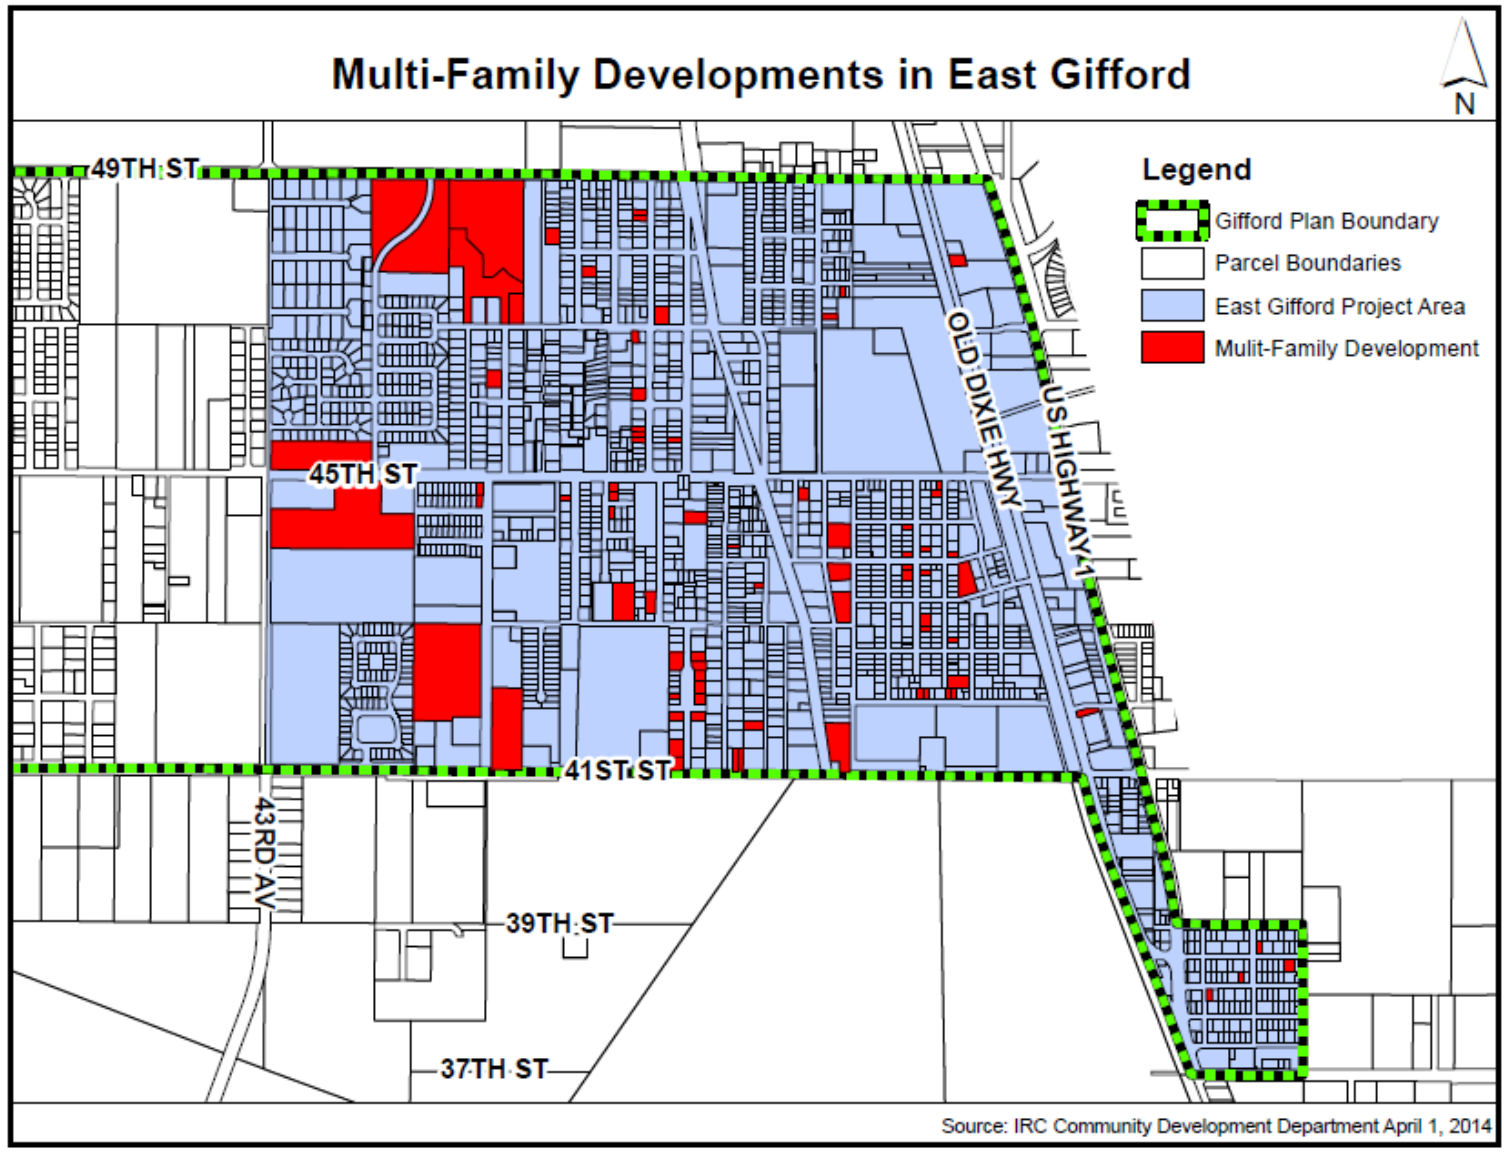 Multi-Family Developments in East Gifford
N
49TH ST
Legend
Gifford Plan Boundary
Parcel Boundaries
East Gifford Project Area
Mulit-Family Development
OLD DIXIE HWY
US HIGHWAY 1
45TH ST
41ST ST
43RD AV
39TH ST
37TH ST
Source: IRC Community Development Department April 1, 2014